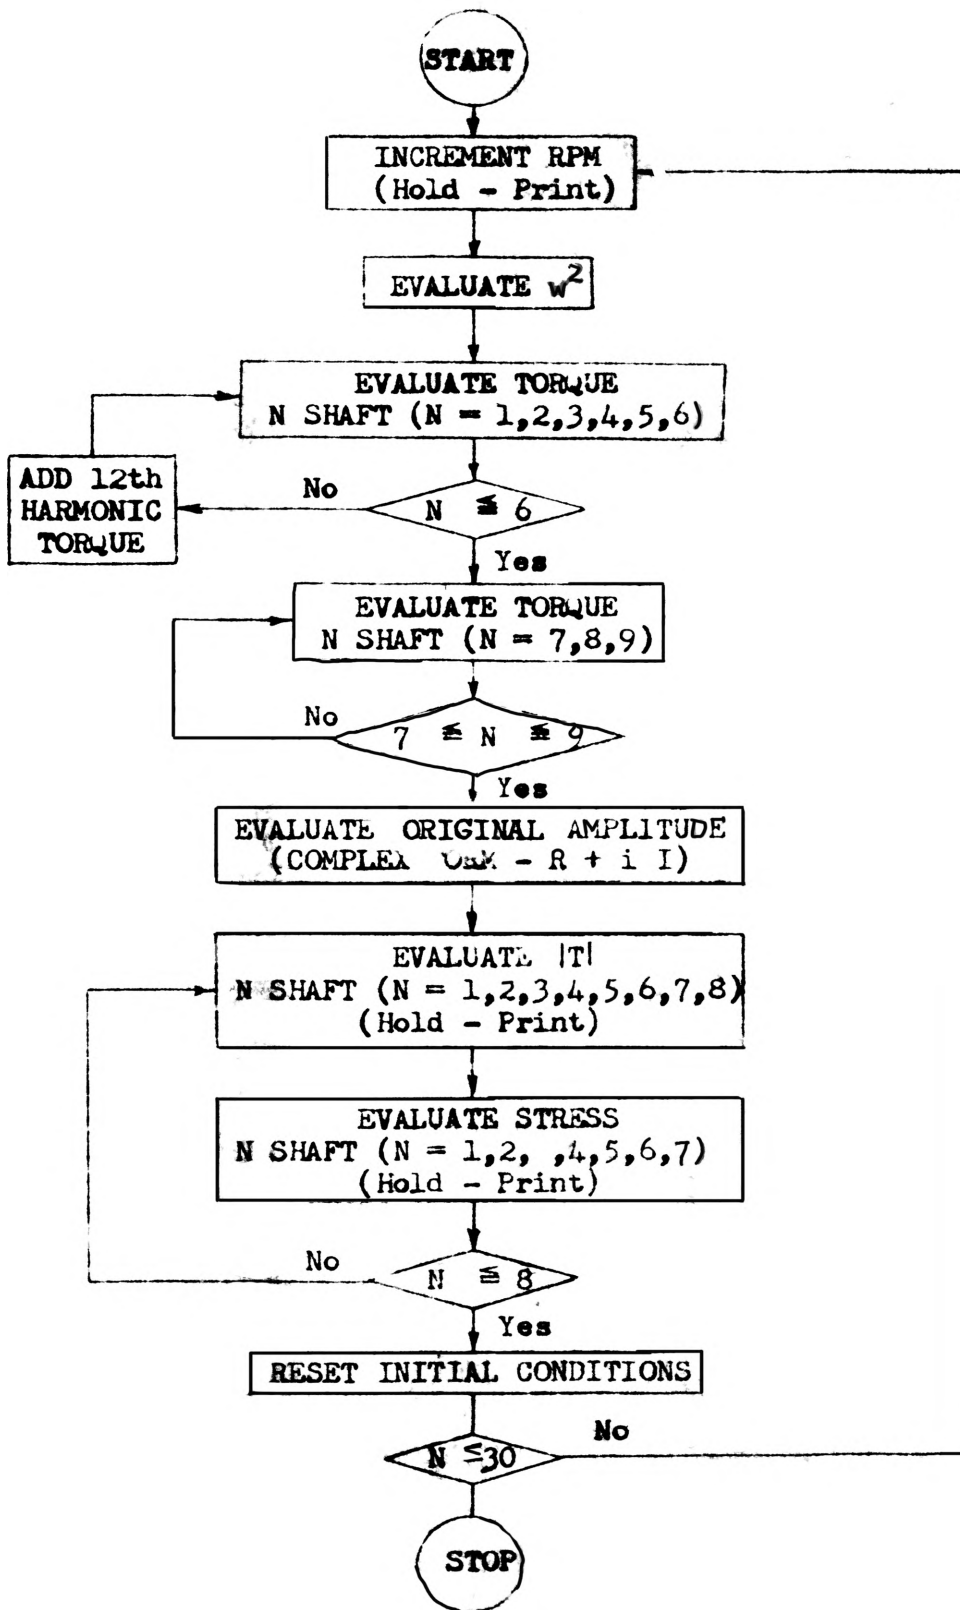 START
INCREMENT RPM
(Hold - Print)
EVALUATE w²
EVALUATE TORQUE
N SHAFT (N = 1,2,3,4,5,6)
ADD 12th
HARMONIC
TORQUE
No
N ≦ 6
Yes
EVALUATE TORQUE
N SHAFT (N = 7,8,9)
No
7 ≦ N ≦ 9
Yes
EVALUATE ORIGINAL AMPLITUDE
(COMPLEX - R + i I)
EVALUATE |T|
N SHAFT (N = 1,2,3,4,5,6,7,8)
(Hold - Print)
EVALUATE STRESS
N SHAFT (N = 1,2, ,4,5,6,7)
(Hold - Print)
No
N ≦ 8
Yes
RESET INITIAL CONDITIONS
No
N ≤30
STOP